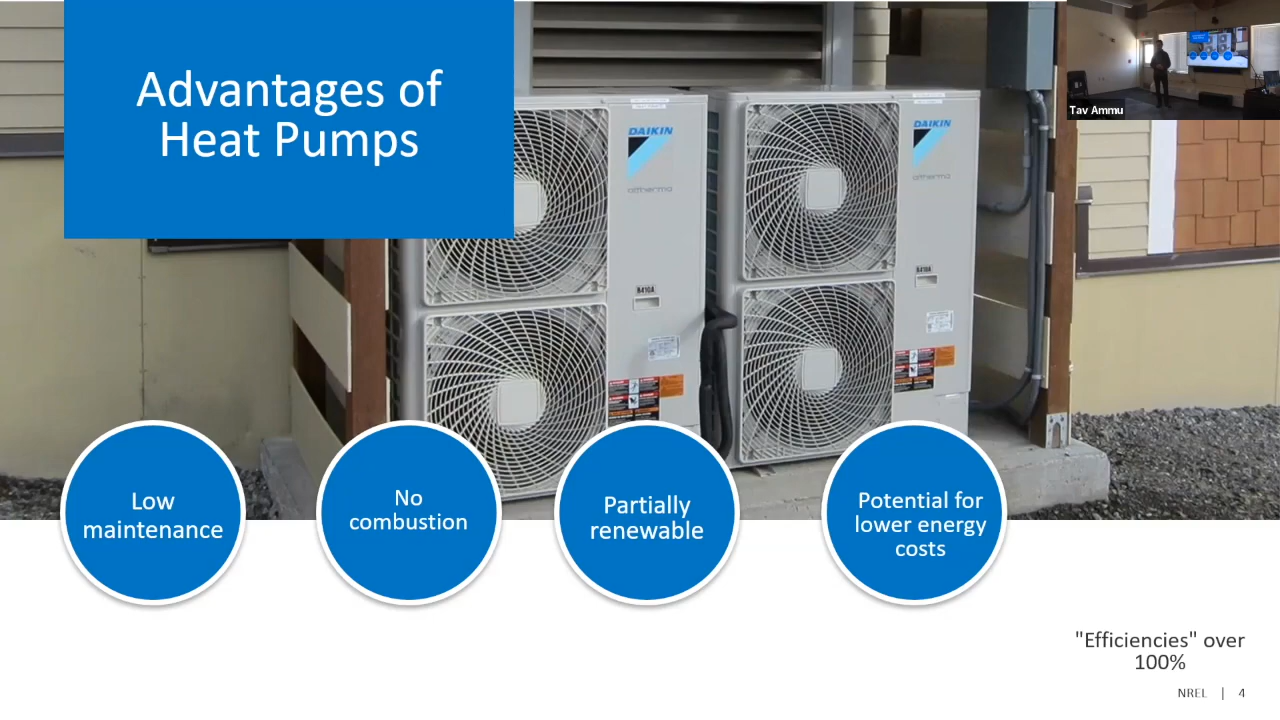 Advantages of
Heat Pumps
Tav Ammu
DAIKIN
altherma
R410A
DAIKIN
altherma
R410A
Low
maintenance
No
combustion
Partially
renewable
Potential for
lower energy
costs
"Efficiencies" over
100%
NREL | 4